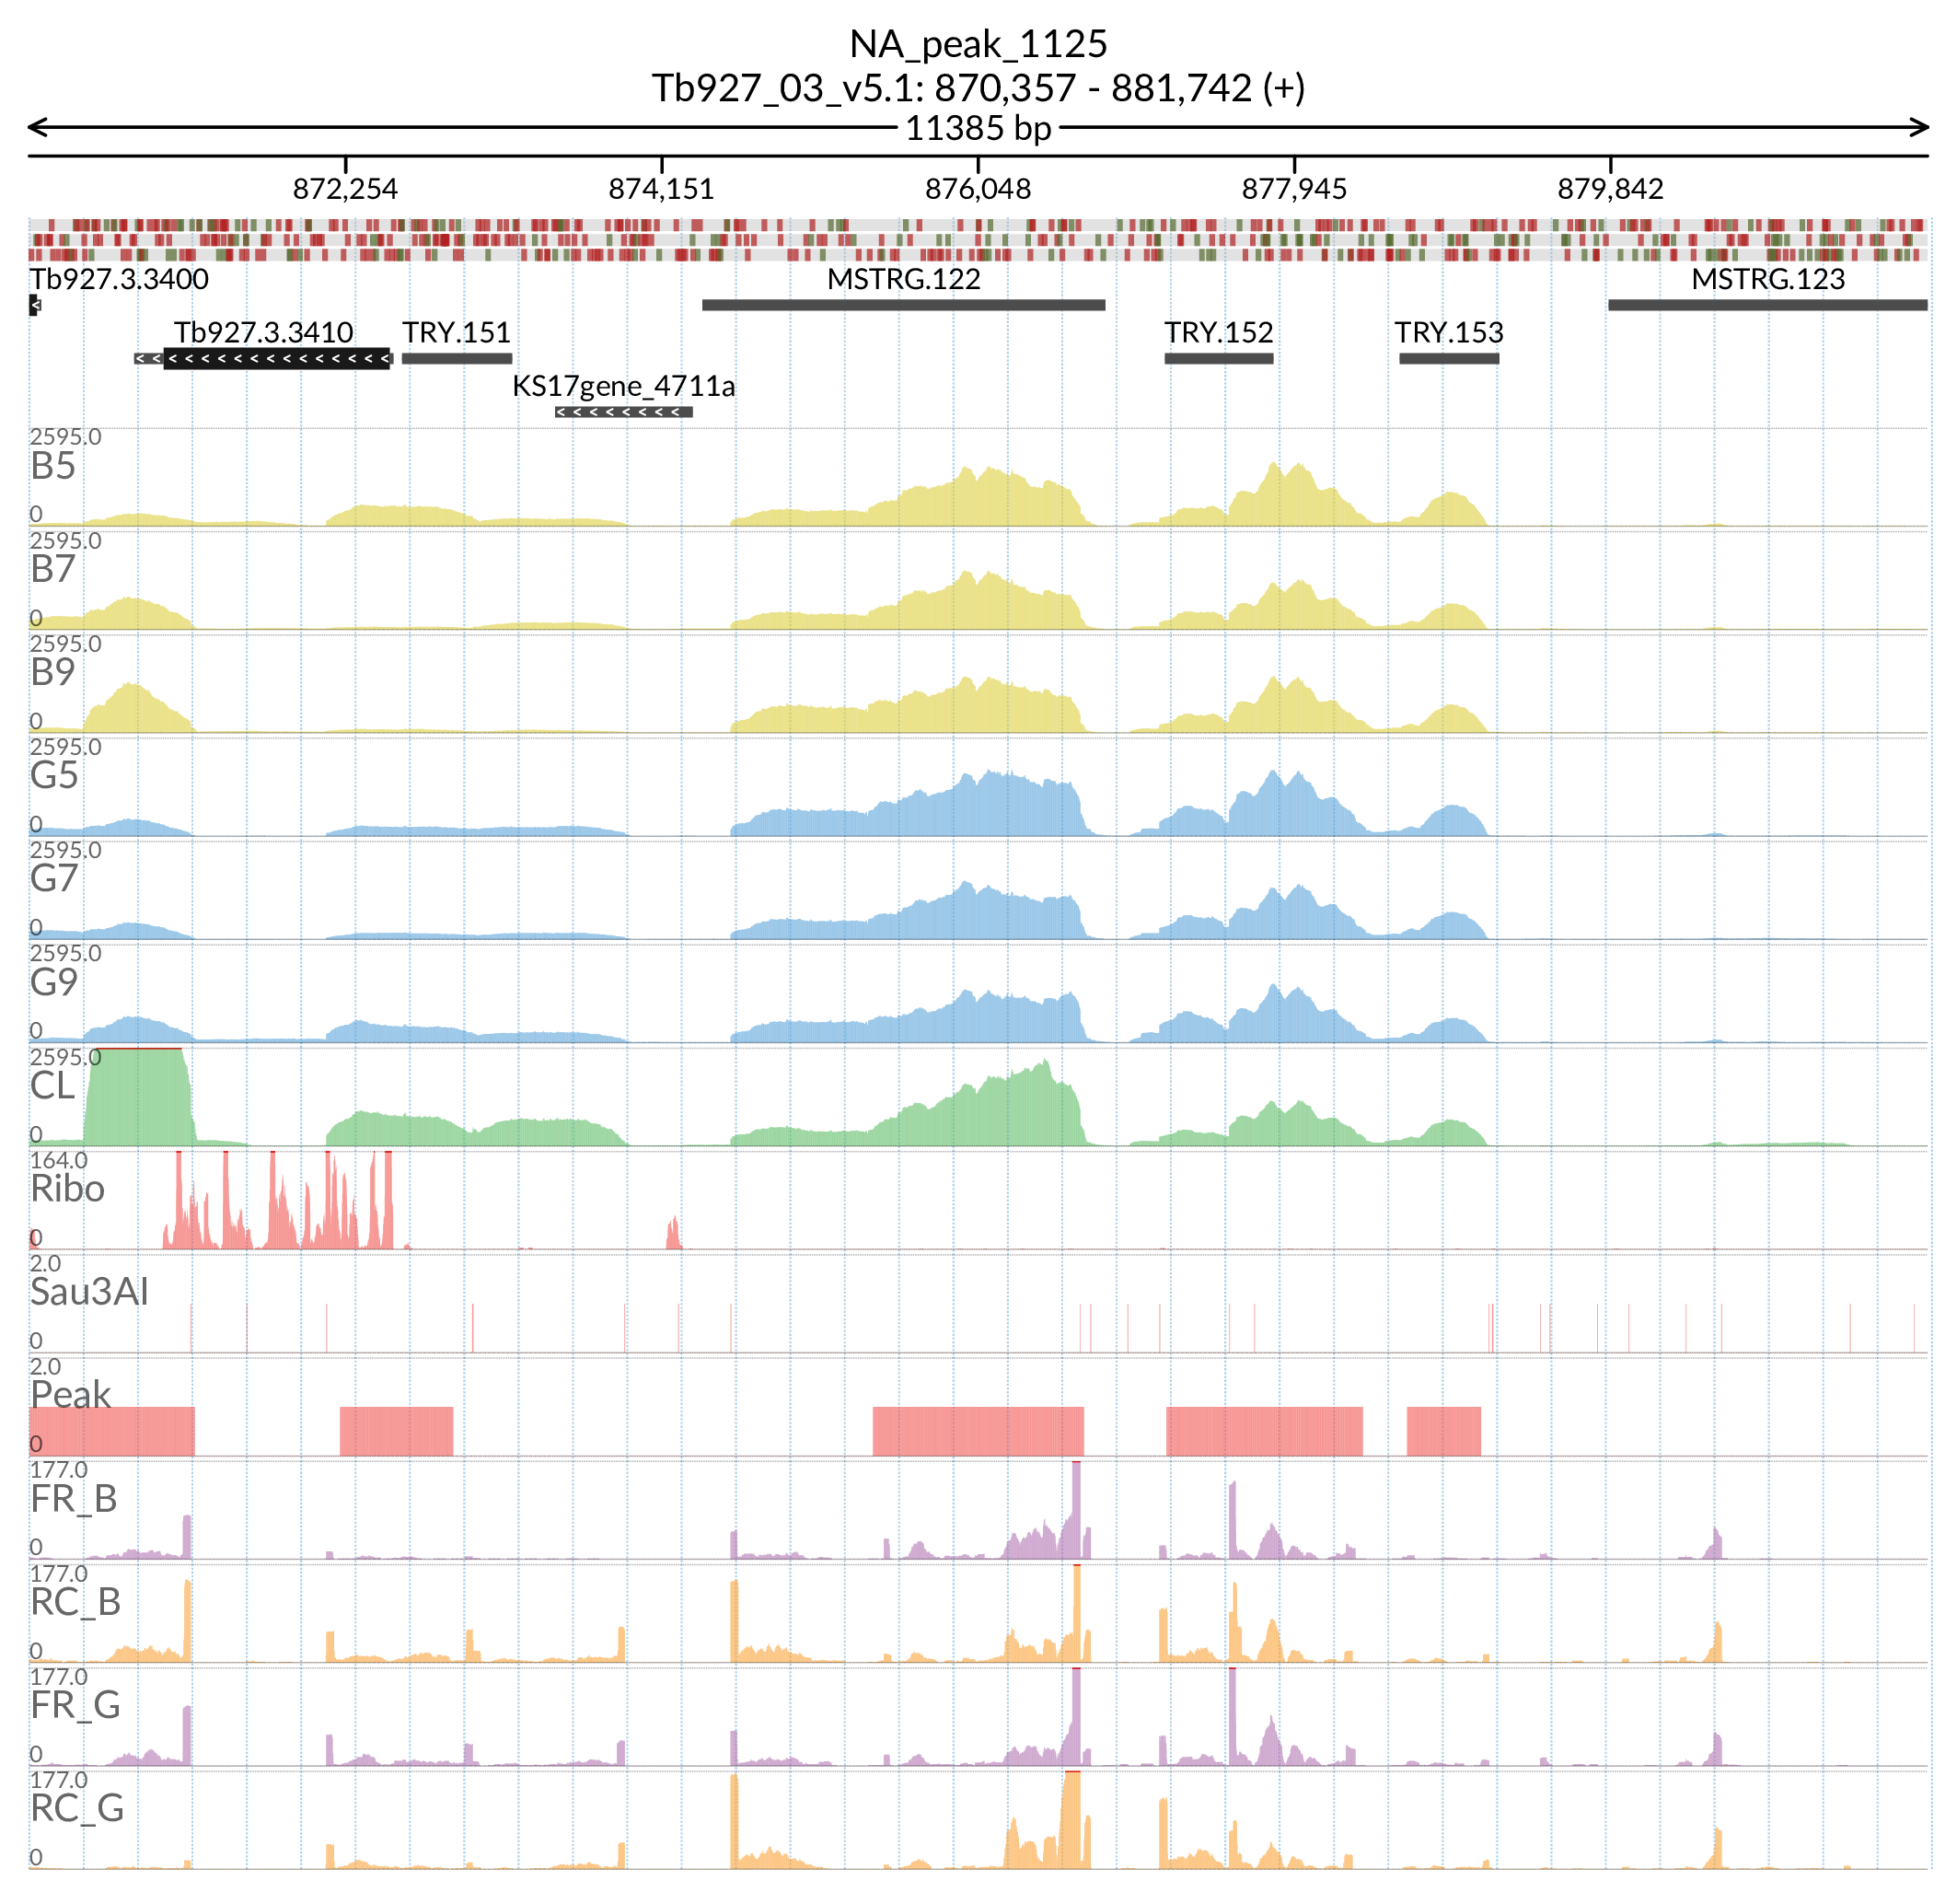 NA_peak_1125
Tb927_03_v5.1: 870,357 - 881,742 (+)
11385 bp
872,254 874,151 876,048 877,945 879,842
Tb927.3.3400 MSTRG.122 MSTRG.123
Tb927.3.3410 TRY.151 TRY.152 TRY.153
KS17gene_4711a
2595.0
B5
0
2595.0
B7
0
2595.0
B9
0
2595.0
G5
0
2595.0
G7
0
2595.0
G9
0
2595.0
CL
0
164.0
Ribo
0
2.0
Sau3AI
0
2.0
Peak
0
177.0
FR_B
0
177.0
RC_B
0
177.0
FR_G
0
177.0
RC_G
0